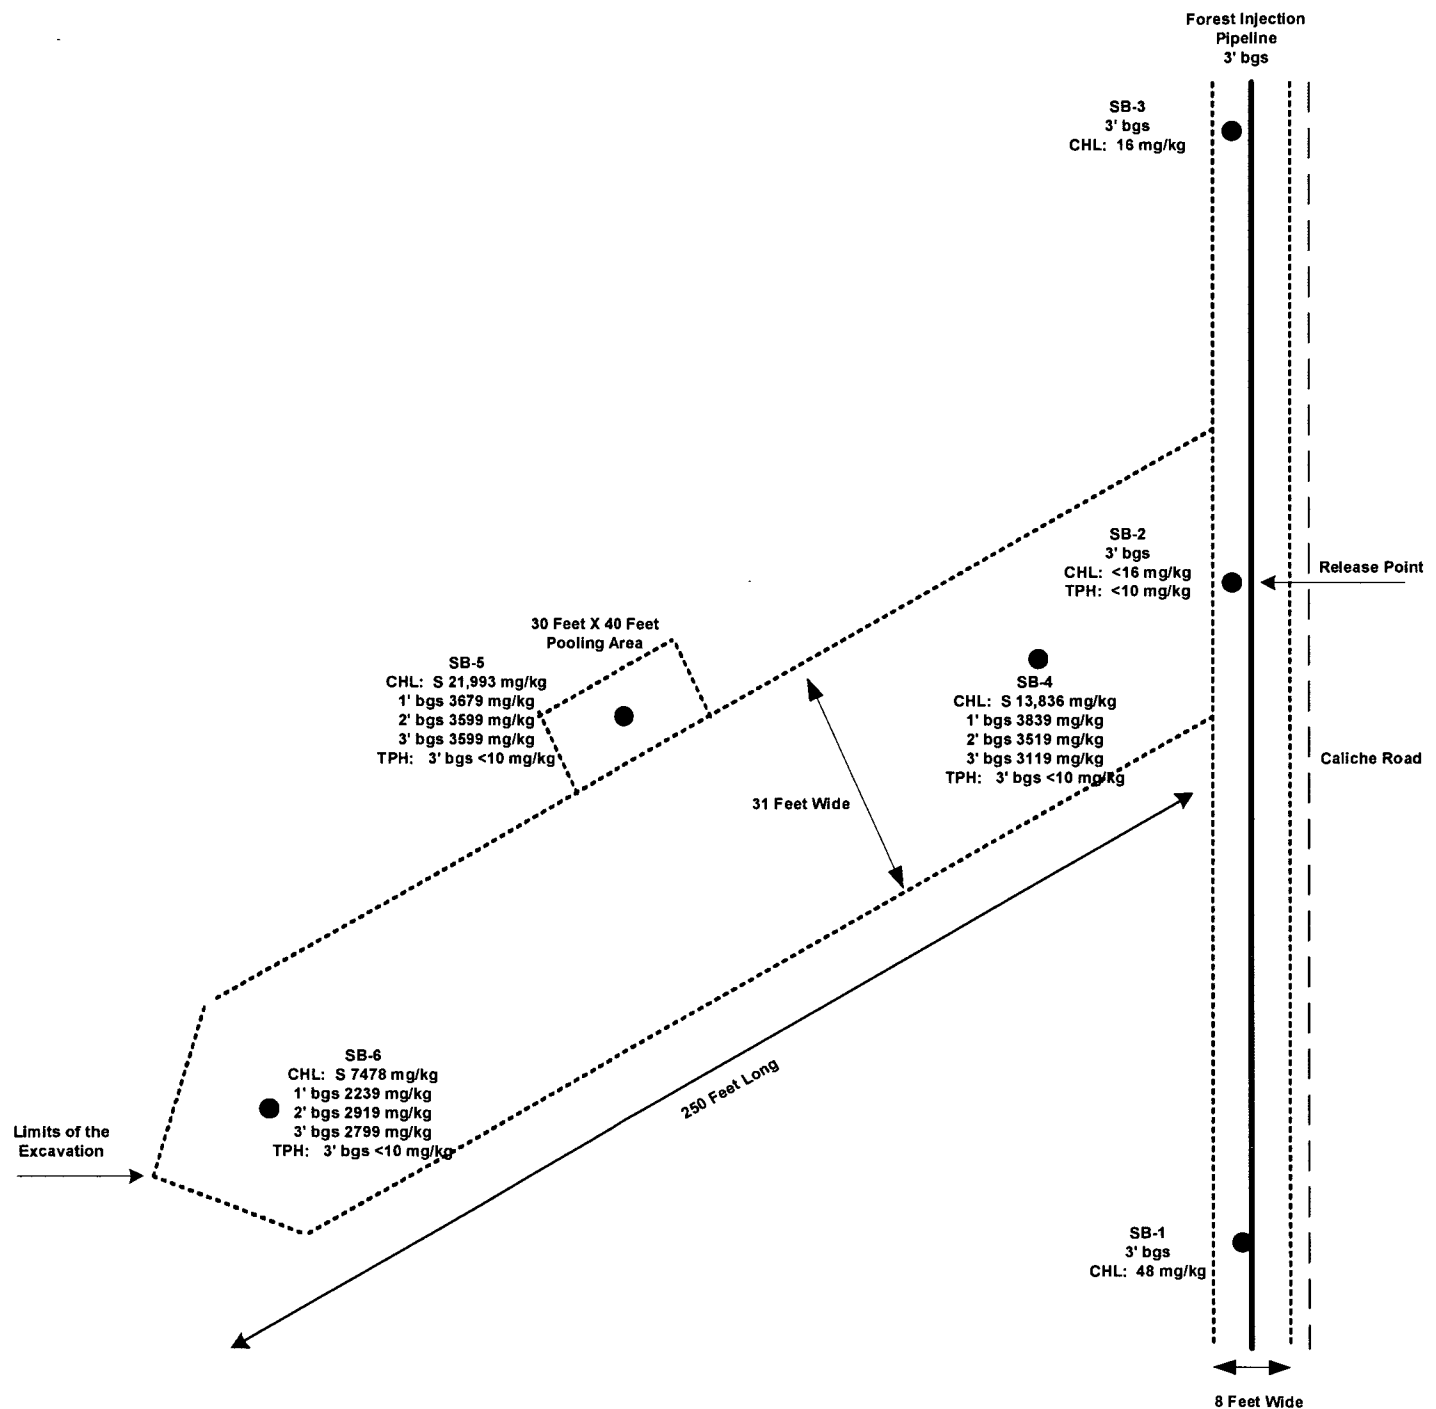 Forest Injection
Pipeline
3' bgs
SB-3
3' bgs
CHL: 16 mg/kg
SB-2
3' bgs
CHL: <16 mg/kg
TPH: <10 mg/kg
Release Point
30 Feet X 40 Feet
Pooling Area
SB-5
CHL: S 21,993 mg/kg
1' bgs 3679 mg/kg
2' bgs 3599 mg/kg
3' bgs 3599 mg/kg
TPH: 3' bgs <10 mg/kg
SB-4
CHL: S 13,836 mg/kg
1' bgs 3839 mg/kg
2' bgs 3519 mg/kg
3' bgs 3119 mg/kg
TPH: 3' bgs <10 mg/kg
Caliche Road
31 Feet Wide
250 Feet Long
SB-6
CHL: S 7478 mg/kg
1' bgs 2239 mg/kg
2' bgs 2919 mg/kg
3' bgs 2799 mg/kg
TPH: 3' bgs <10 mg/kg
Limits of the
Excavation
SB-1
3' bgs
CHL: 48 mg/kg
8 Feet Wide